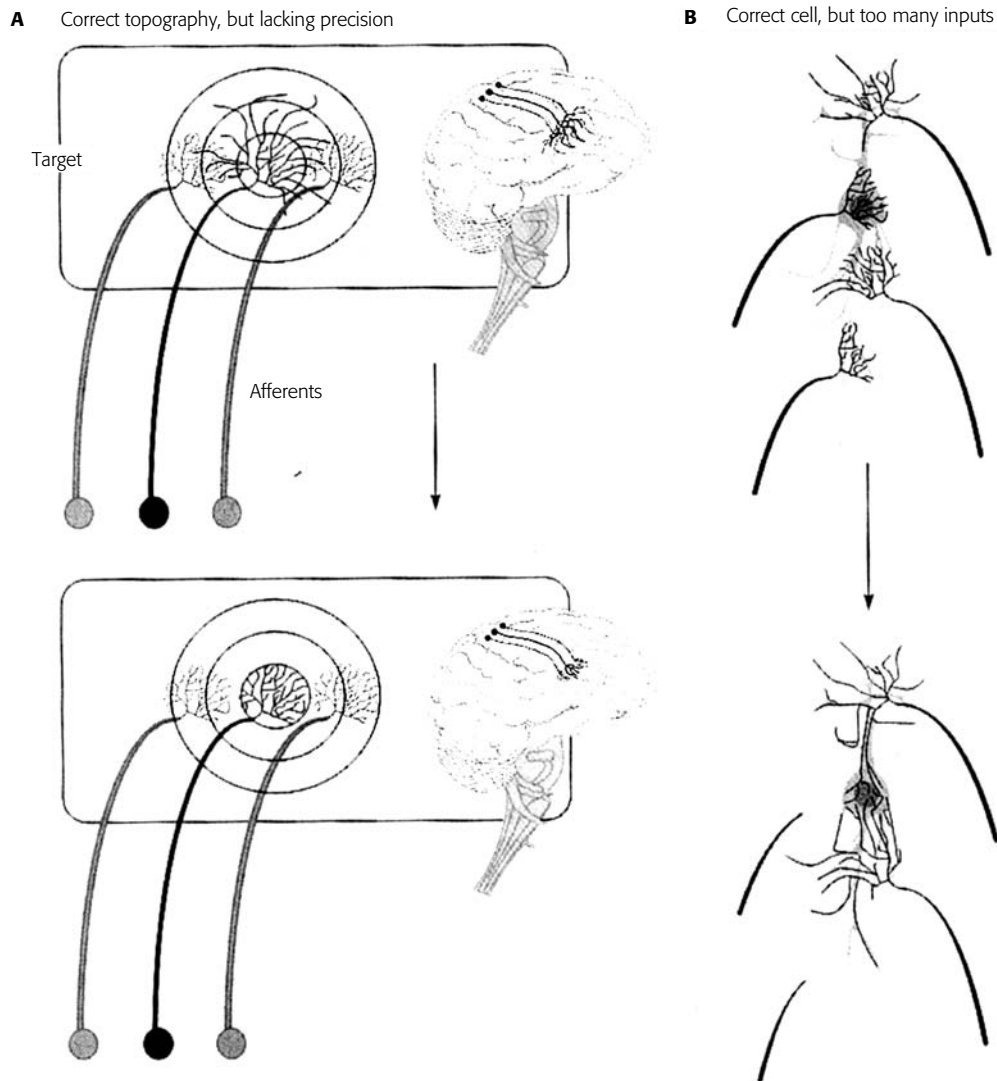 A Correct topography, but lacking precision
B Correct cell, but too many inputs
Target
Afferents